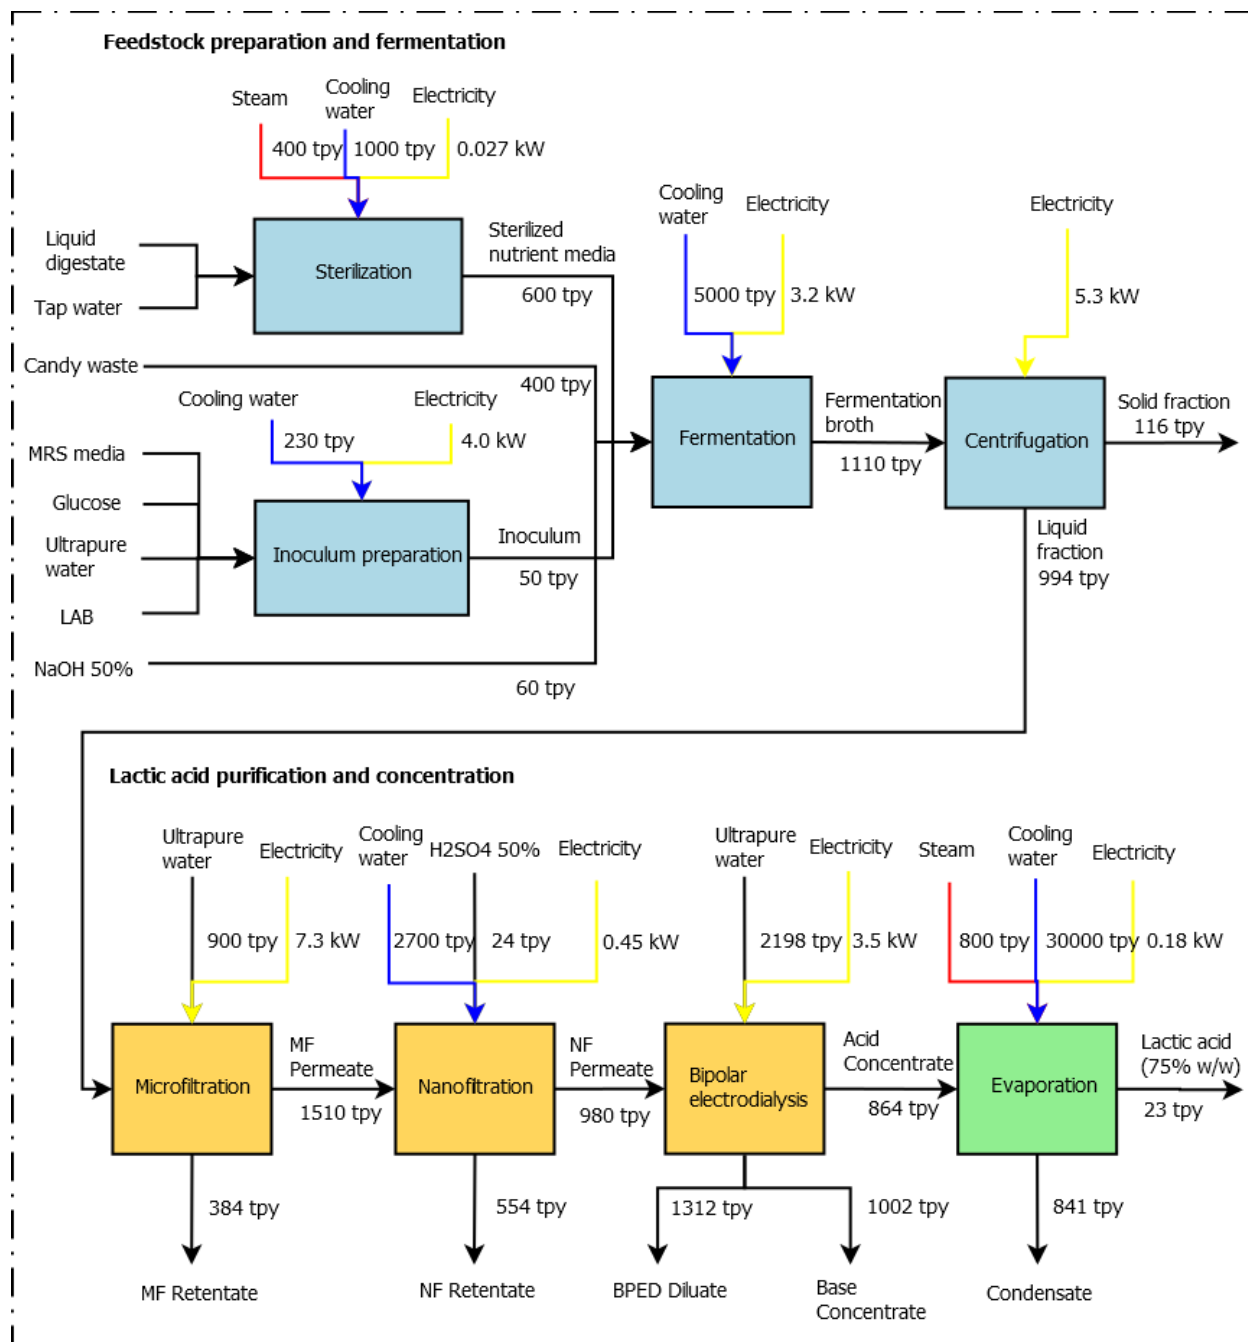 Feedstock preparation and fermentation
Steam
Cooling
water
Electricity
400 tpy
1000 tpy
0.027 kW
Liquid
digestate
Tap water
Sterilization
Sterilized
nutrient media
600 tpy
Cooling
water
Electricity
5000 tpy
3.2 kW
Electricity
5.3 kW
Candy waste
400 tpy
Cooling water
Electricity
230 tpy
4.0 kW
MRS media
Glucose
Ultrapure
water
LAB
Inoculum preparation
Inoculum
50 tpy
NaOH 50%
60 tpy
Fermentation
Fermentation
broth
1110 tpy
Centrifugation
Solid fraction
116 tpy
Liquid
fraction
994 tpy
Lactic acid purification and concentration
Ultrapure
water
Electricity
900 tpy
7.3 kW
Cooling
water
H2SO4 50%
Electricity
2700 tpy
24 tpy
0.45 kW
Ultrapure
water
Electricity
2198 tpy
3.5 kW
Steam
Cooling
water
Electricity
800 tpy
30000 tpy
0.18 kW
Microfiltration
MF
Permeate
1510 tpy
Nanofiltration
NF
Permeate
980 tpy
Bipolar
electrodialysis
Acid
Concentrate
864 tpy
Evaporation
Lactic acid
(75% w/w)
23 tpy
384 tpy
554 tpy
1312 tpy
1002 tpy
841 tpy
MF Retentate
NF Retentate
BPED Diluate
Base
Concentrate
Condensate